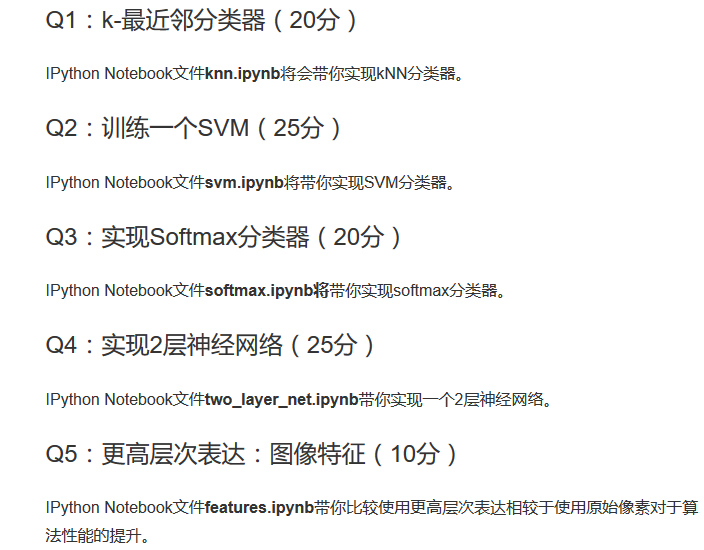 Q1：k-最近邻分类器（20分）
IPython Notebook文件knn.ipynb将会带你实现kNN分类器。
Q2：训练一个SVM（25分）
IPython Notebook文件svm.ipynb将带你实现SVM分类器。
Q3：实现Softmax分类器（20分）
IPython Notebook文件softmax.ipynb将带你实现softmax分类器。
Q4：实现2层神经网络（25分）
IPython Notebook文件two_layer_net.ipynb带你实现一个2层神经网络。
Q5：更高层次表达：图像特征（10分）
IPython Notebook文件features.ipynb带你比较使用更高层次表达相较于使用原始像素对于算
法性能的提升。